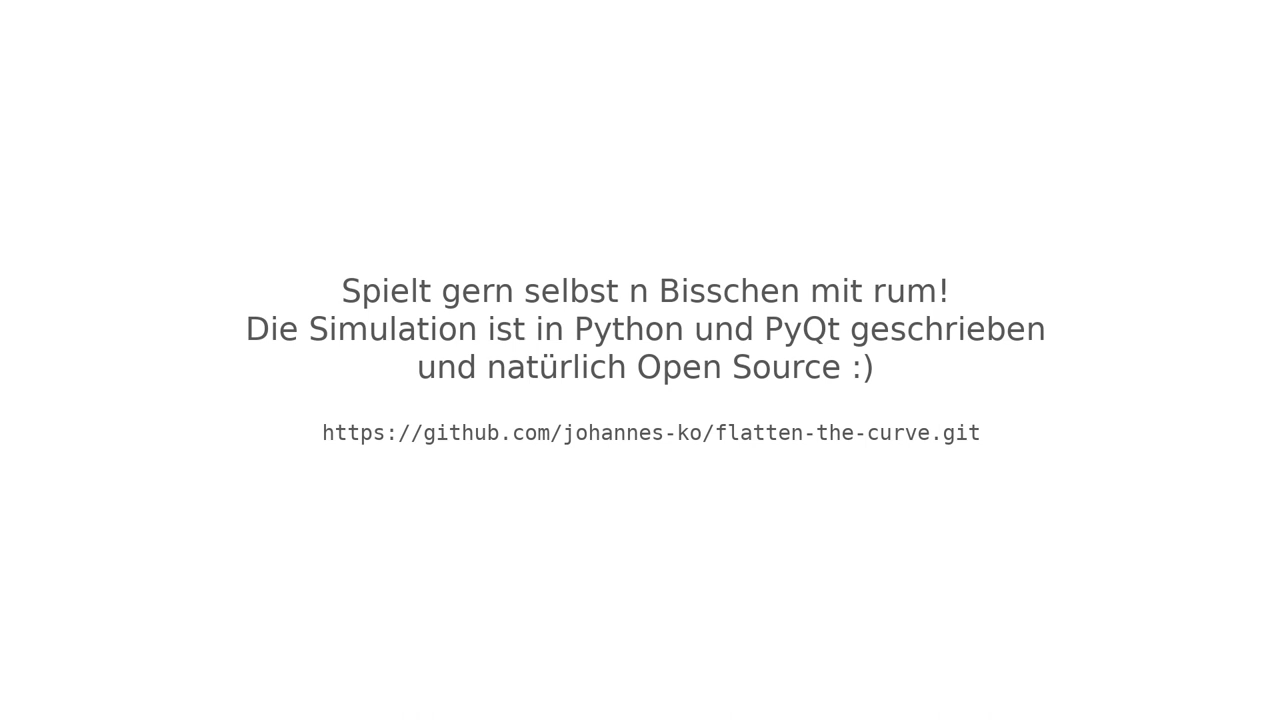 Spielt gern selbst n Bisschen mit rum!
Die Simulation ist in Python und PyQt geschrieben
und natürlich Open Source :)
https://github.com/johannes-ko/flatten-the-curve.git